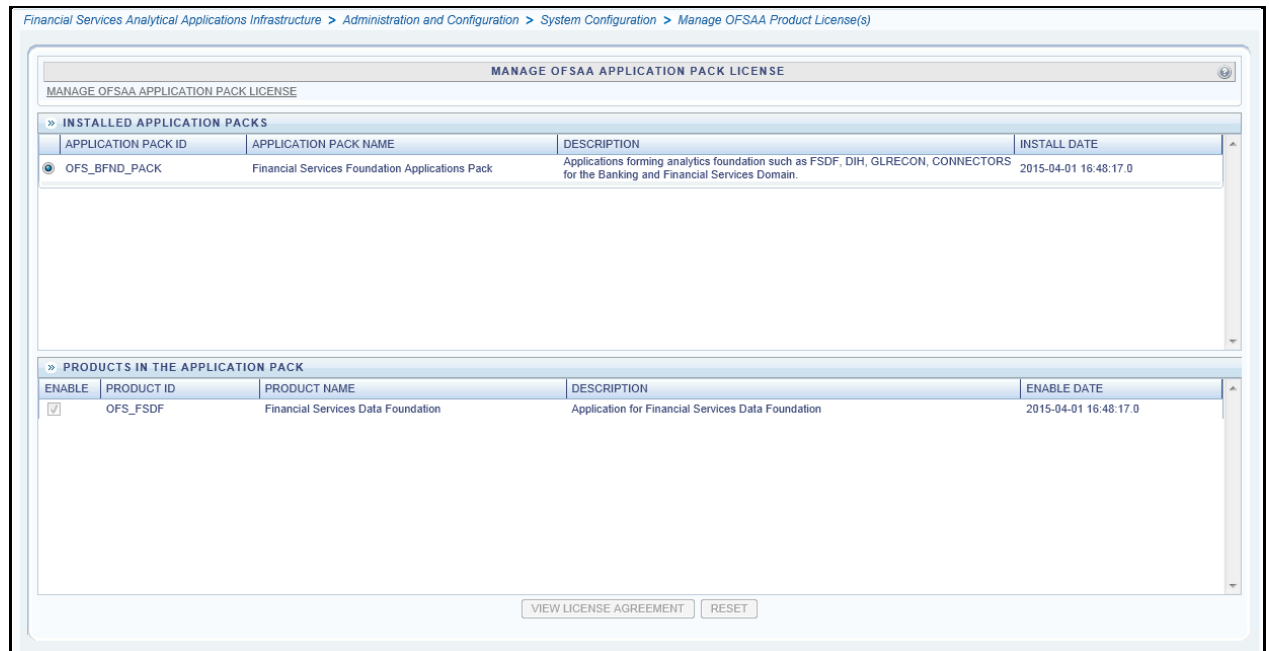 Financial Services Analytical Applications Infrastructure > Administration and Configuration > System Configuration > Manage OFSAA Product License(s)
MANAGE OFSAA APPLICATION PACK LICENSE
MANAGE OFSAA APPLICATION PACK LICENSE
» INSTALLED APPLICATION PACKS
APPLICATION PACK ID APPLICATION PACK NAME DESCRIPTION INSTALL DATE
OFS_BFND_PACK Financial Services Foundation Applications Pack Applications forming analytics foundation such as FSDF, DIH, GLRECON, CONNECTORS 2015-04-01 16:48:17.0
for the Banking and Financial Services Domain.
» PRODUCTS IN THE APPLICATION PACK
ENABLE PRODUCT ID PRODUCT NAME DESCRIPTION ENABLE DATE
OFS_FSDF Financial Services Data Foundation Application for Financial Services Data Foundation 2015-04-01 16:48:17.0
VIEW LICENSE AGREEMENT RESET